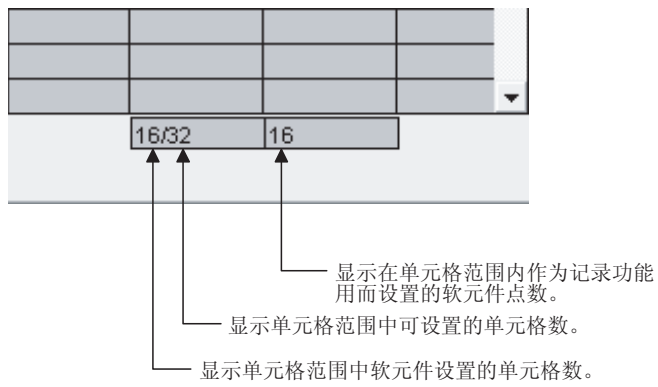 16/32
16
显示在单元格范围内作为记录功能
用而设置的软元件点数。
显示单元格范围中可设置的单元格数。
显示单元格范围中软元件设置的单元格数。